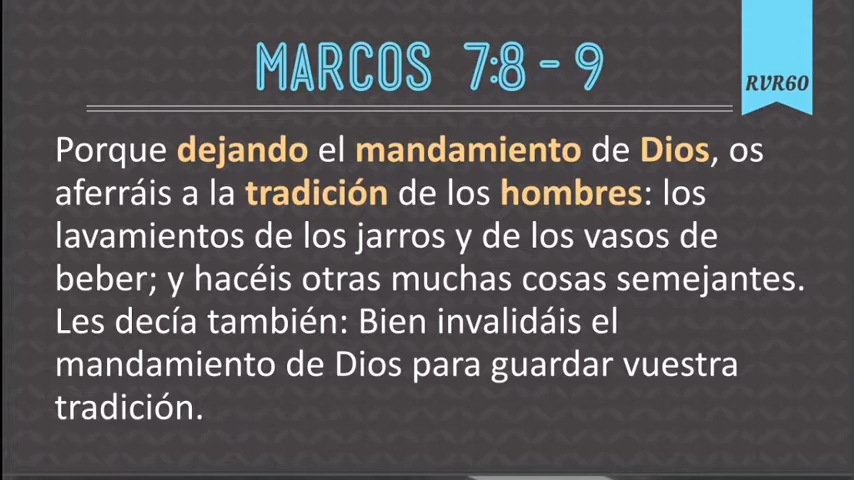 MARCOS 7:8 - 9
RVR60
Porque dejando el mandamiento de Dios, os
aferráis a la tradición de los hombres: los
lavamientos de los jarros y de los vasos de
beber; y hacéis otras muchas cosas semejantes.
Les decía también: Bien invalidáis el
mandamiento de Dios para guardar vuestra
tradición.